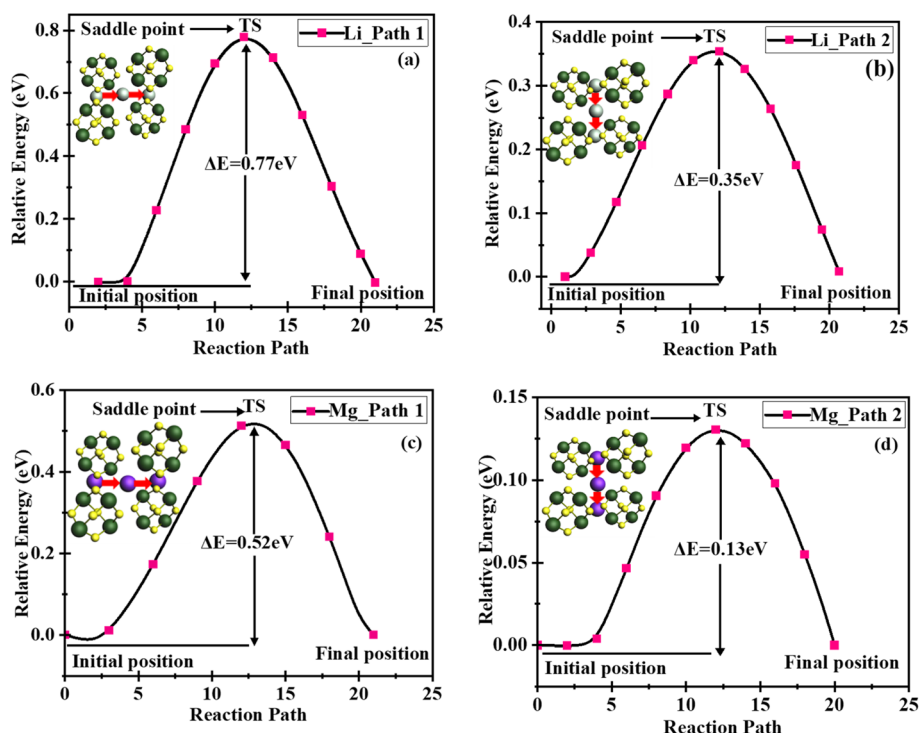 Saddle point TS
Li_Path 1
(a)
ΔE=0.77eV
Initial position
Final position
0.8
0.6
0.4
0.2
0.0
Relative Energy (eV)
0 5 10 15 20 25
Reaction Path
Saddle point TS
Li_Path 2
(b)
ΔE=0.35eV
Initial position
Final position
0.4
0.3
0.2
0.1
0.0
Relative Energy (eV)
0 5 10 15 20 25
Reaction Path
Saddle point TS
Mg_Path 1
(c)
ΔE=0.52eV
Initial position
Final position
0.6
0.4
0.2
0.0
Relative Energy (eV)
0 5 10 15 20 25
Reaction Path
Saddle point TS
Mg_Path 2
(d)
ΔE=0.13eV
Initial position
Final position
0.15
0.10
0.05
0.00
Relative Energy (eV)
0 5 10 15 20 25
Reaction Path